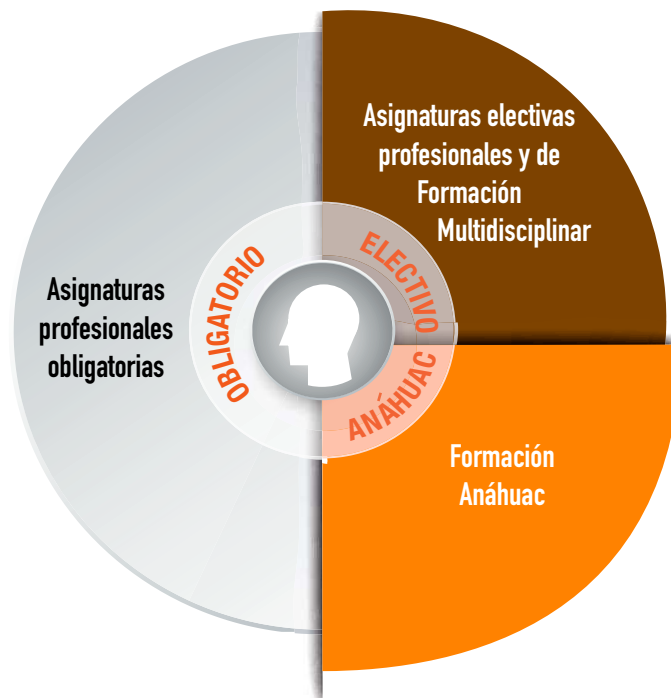 Asignaturas electivas
profesionales y de
Formación
Multidisciplinar
ELECTIVO
OBLIGATORIO
Asignaturas
profesionales
obligatorias
ANÁHUAC
Formación
Anáhuac